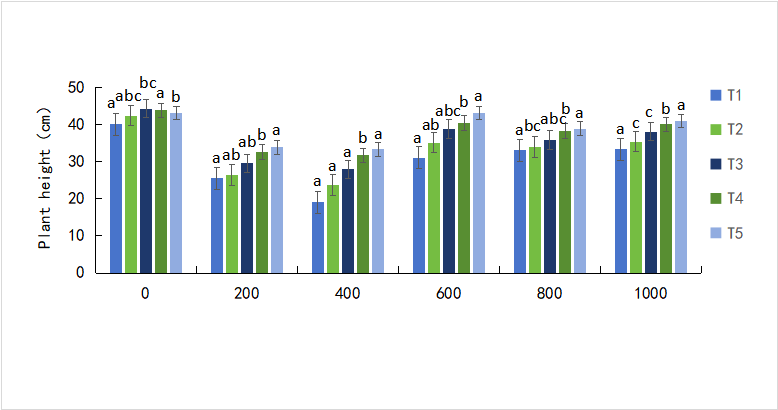 bc
a abc a b
50
40
30
20
10
0
Plant height (cm)
a ab ab b a
a a a b a
a ab abc b a
a bc abc b a
a c c b a
0 200 400 600 800 1000
T1
T2
T3
T4
T5